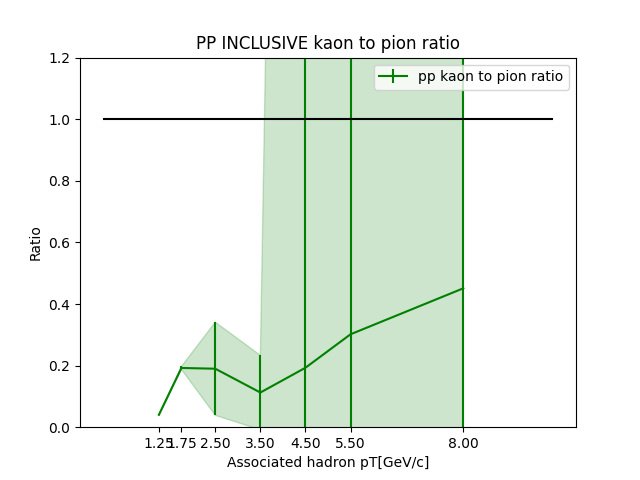 PP INCLUSIVE kaon to pion ratio
pp kaon to pion ratio
Ratio
1.2
1.0
0.8
0.6
0.4
0.2
0.0
1.25 1.75 2.50 3.50 4.50 5.50 8.00
Associated hadron pT[GeV/c]